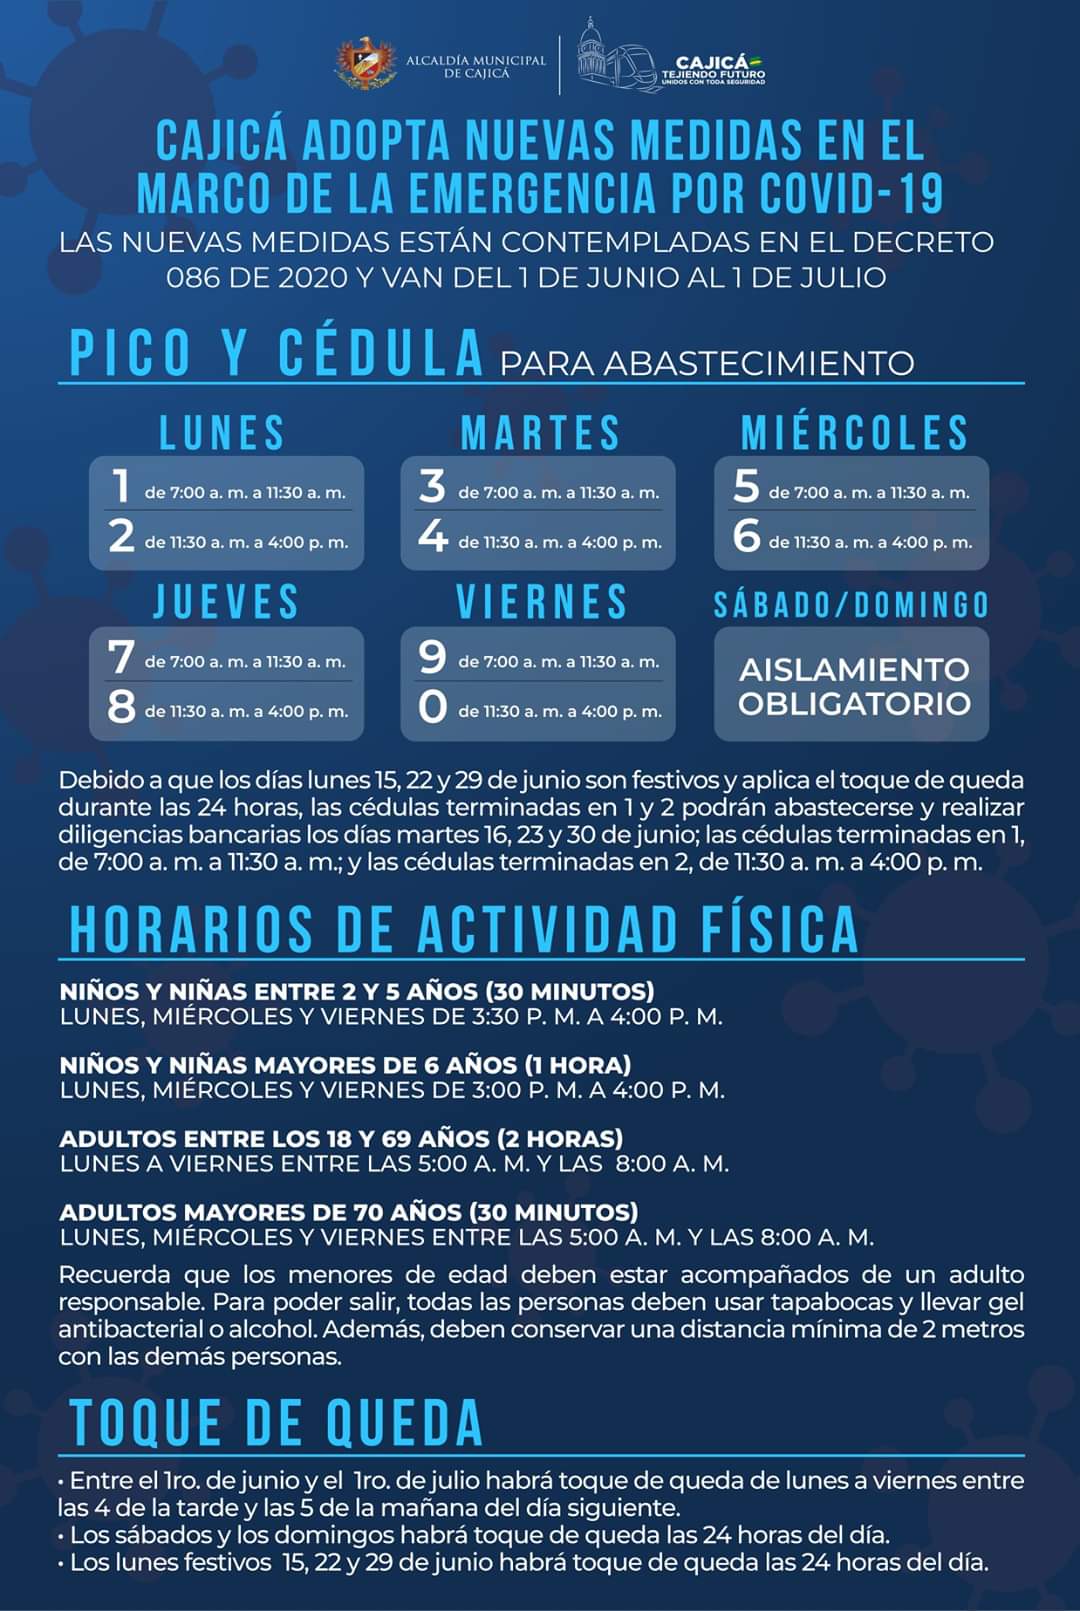 ALCALDÍA MUNICIPAL
DE CAJICÁ
CAJICÁ
TEJIENDO FUTURO
UNIDOS CON TODA SEGURIDAD
CAJICÁ ADOPTA NUEVAS MEDIDAS EN EL
MARCO DE LA EMERGENCIA POR COVID-19
LAS NUEVAS MEDIDAS ESTÁN CONTEMPLADAS EN EL DECRETO
086 DE 2020 Y VAN DEL 1 DE JUNIO AL 1 DE JULIO
PICO Y CÉDULA PARA ABASTECIMIENTO
LUNES
1 de 7:00 a. m. a 11:30 a. m.
2 de 11:30 a. m. a 4:00 p. m.
MARTES
3 de 7:00 a. m. a 11:30 a. m.
4 de 11:30 a. m. a 4:00 p. m.
MIÉRCOLES
5 de 7:00 a. m. a 11:30 a. m.
6 de 11:30 a. m. a 4:00 p. m.
JUEVES
7 de 7:00 a. m. a 11:30 a. m.
8 de 11:30 a. m. a 4:00 p. m.
VIERNES
9 de 7:00 a. m. a 11:30 a. m.
0 de 11:30 a. m. a 4:00 p. m.
SÁBADO/DOMINGO
AISLAMIENTO
OBLIGATORIO
Debido a que los días lunes 15, 22 y 29 de junio son festivos y aplica el toque de queda
durante las 24 horas, las cédulas terminadas en 1 y 2 podrán abastecerse y realizar
diligencias bancarias los días martes 16, 23 y 30 de junio; las cédulas terminadas en 1,
de 7:00 a. m. a 11:30 a. m.; y las cédulas terminadas en 2, de 11:30 a. m. a 4:00 p. m.
HORARIOS DE ACTIVIDAD FÍSICA
NIÑOS Y NIÑAS ENTRE 2 Y 5 AÑOS (30 MINUTOS)
LUNES, MIÉRCOLES Y VIERNES DE 3:30 P. M. A 4:00 P. M.
NIÑOS Y NIÑAS MAYORES DE 6 AÑOS (1 HORA)
LUNES, MIÉRCOLES Y VIERNES DE 3:00 P. M. A 4:00 P. M.
ADULTOS ENTRE LOS 18 Y 69 AÑOS (2 HORAS)
LUNES A VIERNES ENTRE LAS 5:00 A. M. Y LAS 8:00 A. M.
ADULTOS MAYORES DE 70 AÑOS (30 MINUTOS)
LUNES, MIÉRCOLES Y VIERNES ENTRE LAS 5:00 A. M. Y LAS 8:00 A. M.
Recuerda que los menores de edad deben estar acompañados de un adulto
responsable. Para poder salir, todas las personas deben usar tapabocas y llevar gel
antibacterial o alcohol. Además, deben conservar una distancia mínima de 2 metros
con las demás personas.
TOQUE DE QUEDA
• Entre el 1ro. de junio y el 1ro. de julio habrá toque de queda de lunes a viernes entre
las 4 de la tarde y las 5 de la mañana del día siguiente.
• Los sábados y los domingos habrá toque de queda las 24 horas del día.
• Los lunes festivos 15, 22 y 29 de junio habrá toque de queda las 24 horas del día.